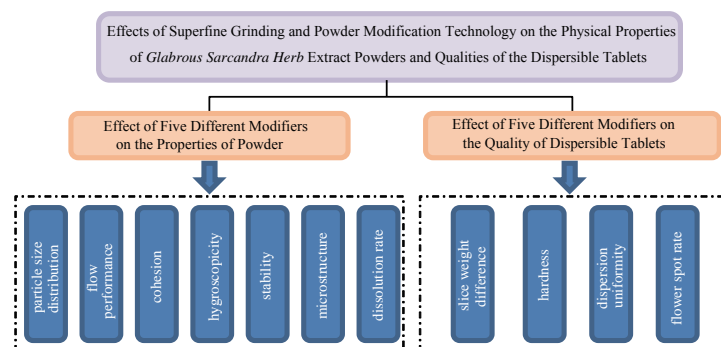 Effects of Superfine Grinding and Powder Modification Technology on the Physical Properties
of Glabrous Sarcandra Herb Extract Powders and Qualities of the Dispersible Tablets
Effect of Five Different Modifiers
on the Properties of Powder
Effect of Five Different Modifiers on
the Quality of Dispersible Tablets
particle size
distribution
flow
performance
cohesion
hygroscopicity
stability
microstructure
dissolution rate
slice weight
difference
hardness
dispersion
uniformity
flower spot rate